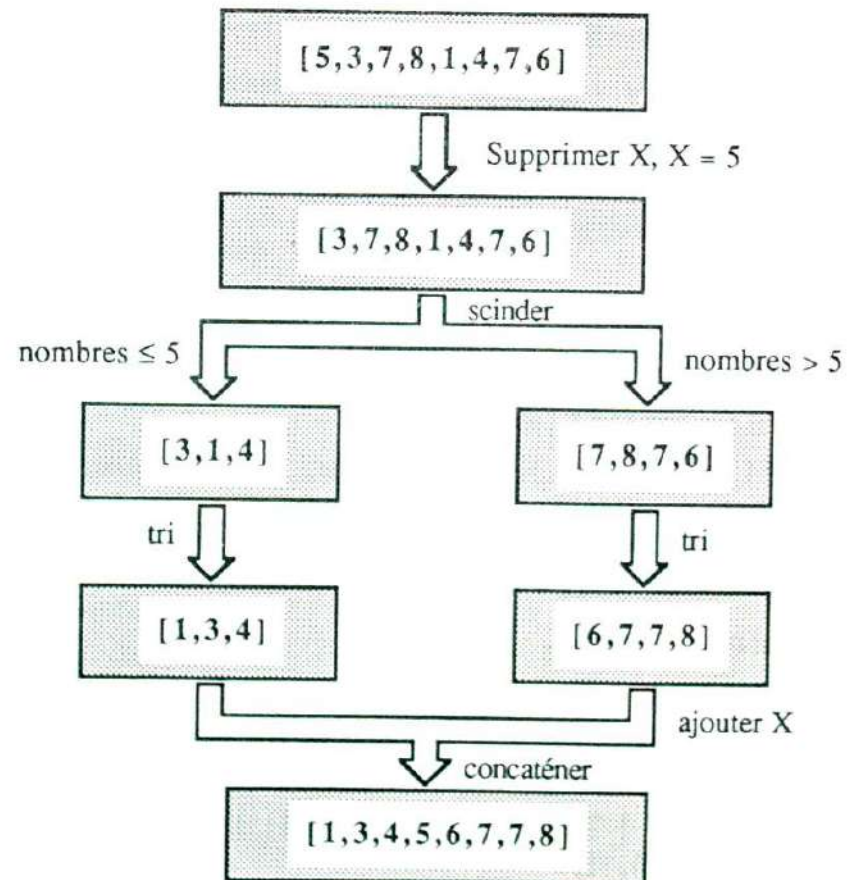 [5,3,7,8,1,4,7,6]
Supprimer X, X = 5
[3,7,8,1,4,7,6]
scinder
nombres ≤ 5
nombres > 5
[3,1,4]
[7,8,7,6]
tri
tri
[1,3,4]
[6,7,7,8]
ajouter X
concaténer
[1,3,4,5,6,7,7,8]